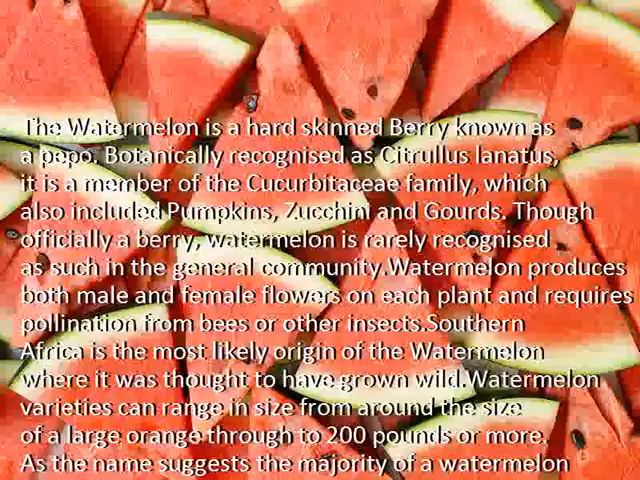 The Watermelon is a hard skinned Berry known as
a pepo. Botanically recognised as Citrullus lanatus,
it is a member of the Cucurbitaceae family, which
also included Pumpkins, Zucchini and Gourds. Though
officially a berry, watermelon is rarely recognised
as such in the general community.Watermelon produces
both male and female flowers on each plant and requires
pollination from bees or other insects.Southern
Africa is the most likely origin of the Watermelon
where it was thought to have grown wild.Watermelon
varieties can range in size from around the size
of a large orange through to 200 pounds or more.
As the name suggests the majority of a watermelon